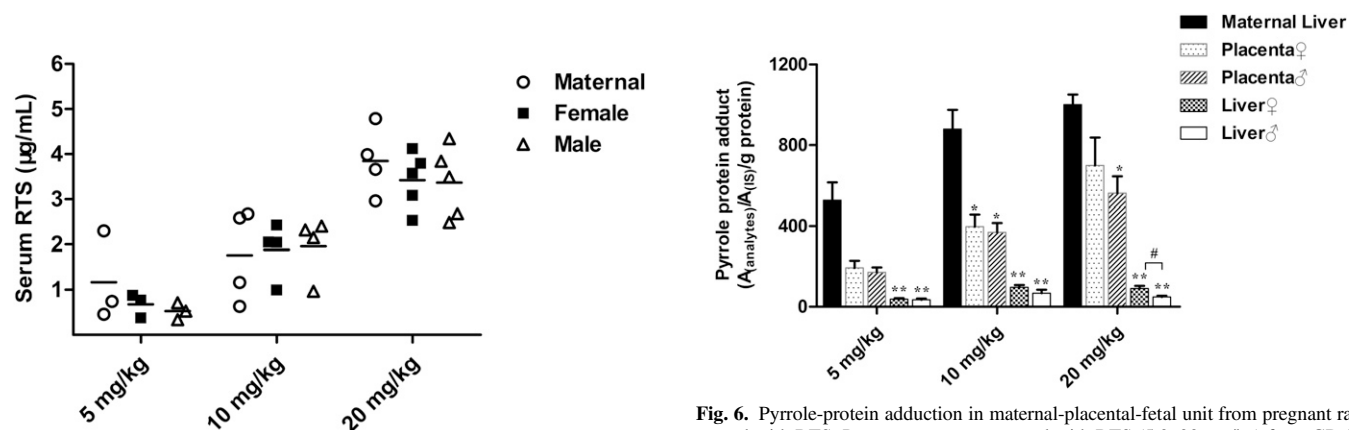 6
5
4
3
2
1
Serum RTS (µg/mL)
5 mg/kg
10 mg/kg
20 mg/kg
○ Maternal
■ Female
△ Male
Maternal Liver
Placenta♀
Placenta♂
Liver♀
Liver♂
1200
800
400
0
Pyrrole protein adduct
(A(analytes)/A(IS)/g protein)
** **
5 mg/kg
* *
** **
10 mg/kg
*
#
** **
20 mg/kg
Fig. 6. Pyrrole-protein adduction in maternal-placental-fetal unit from pregnant